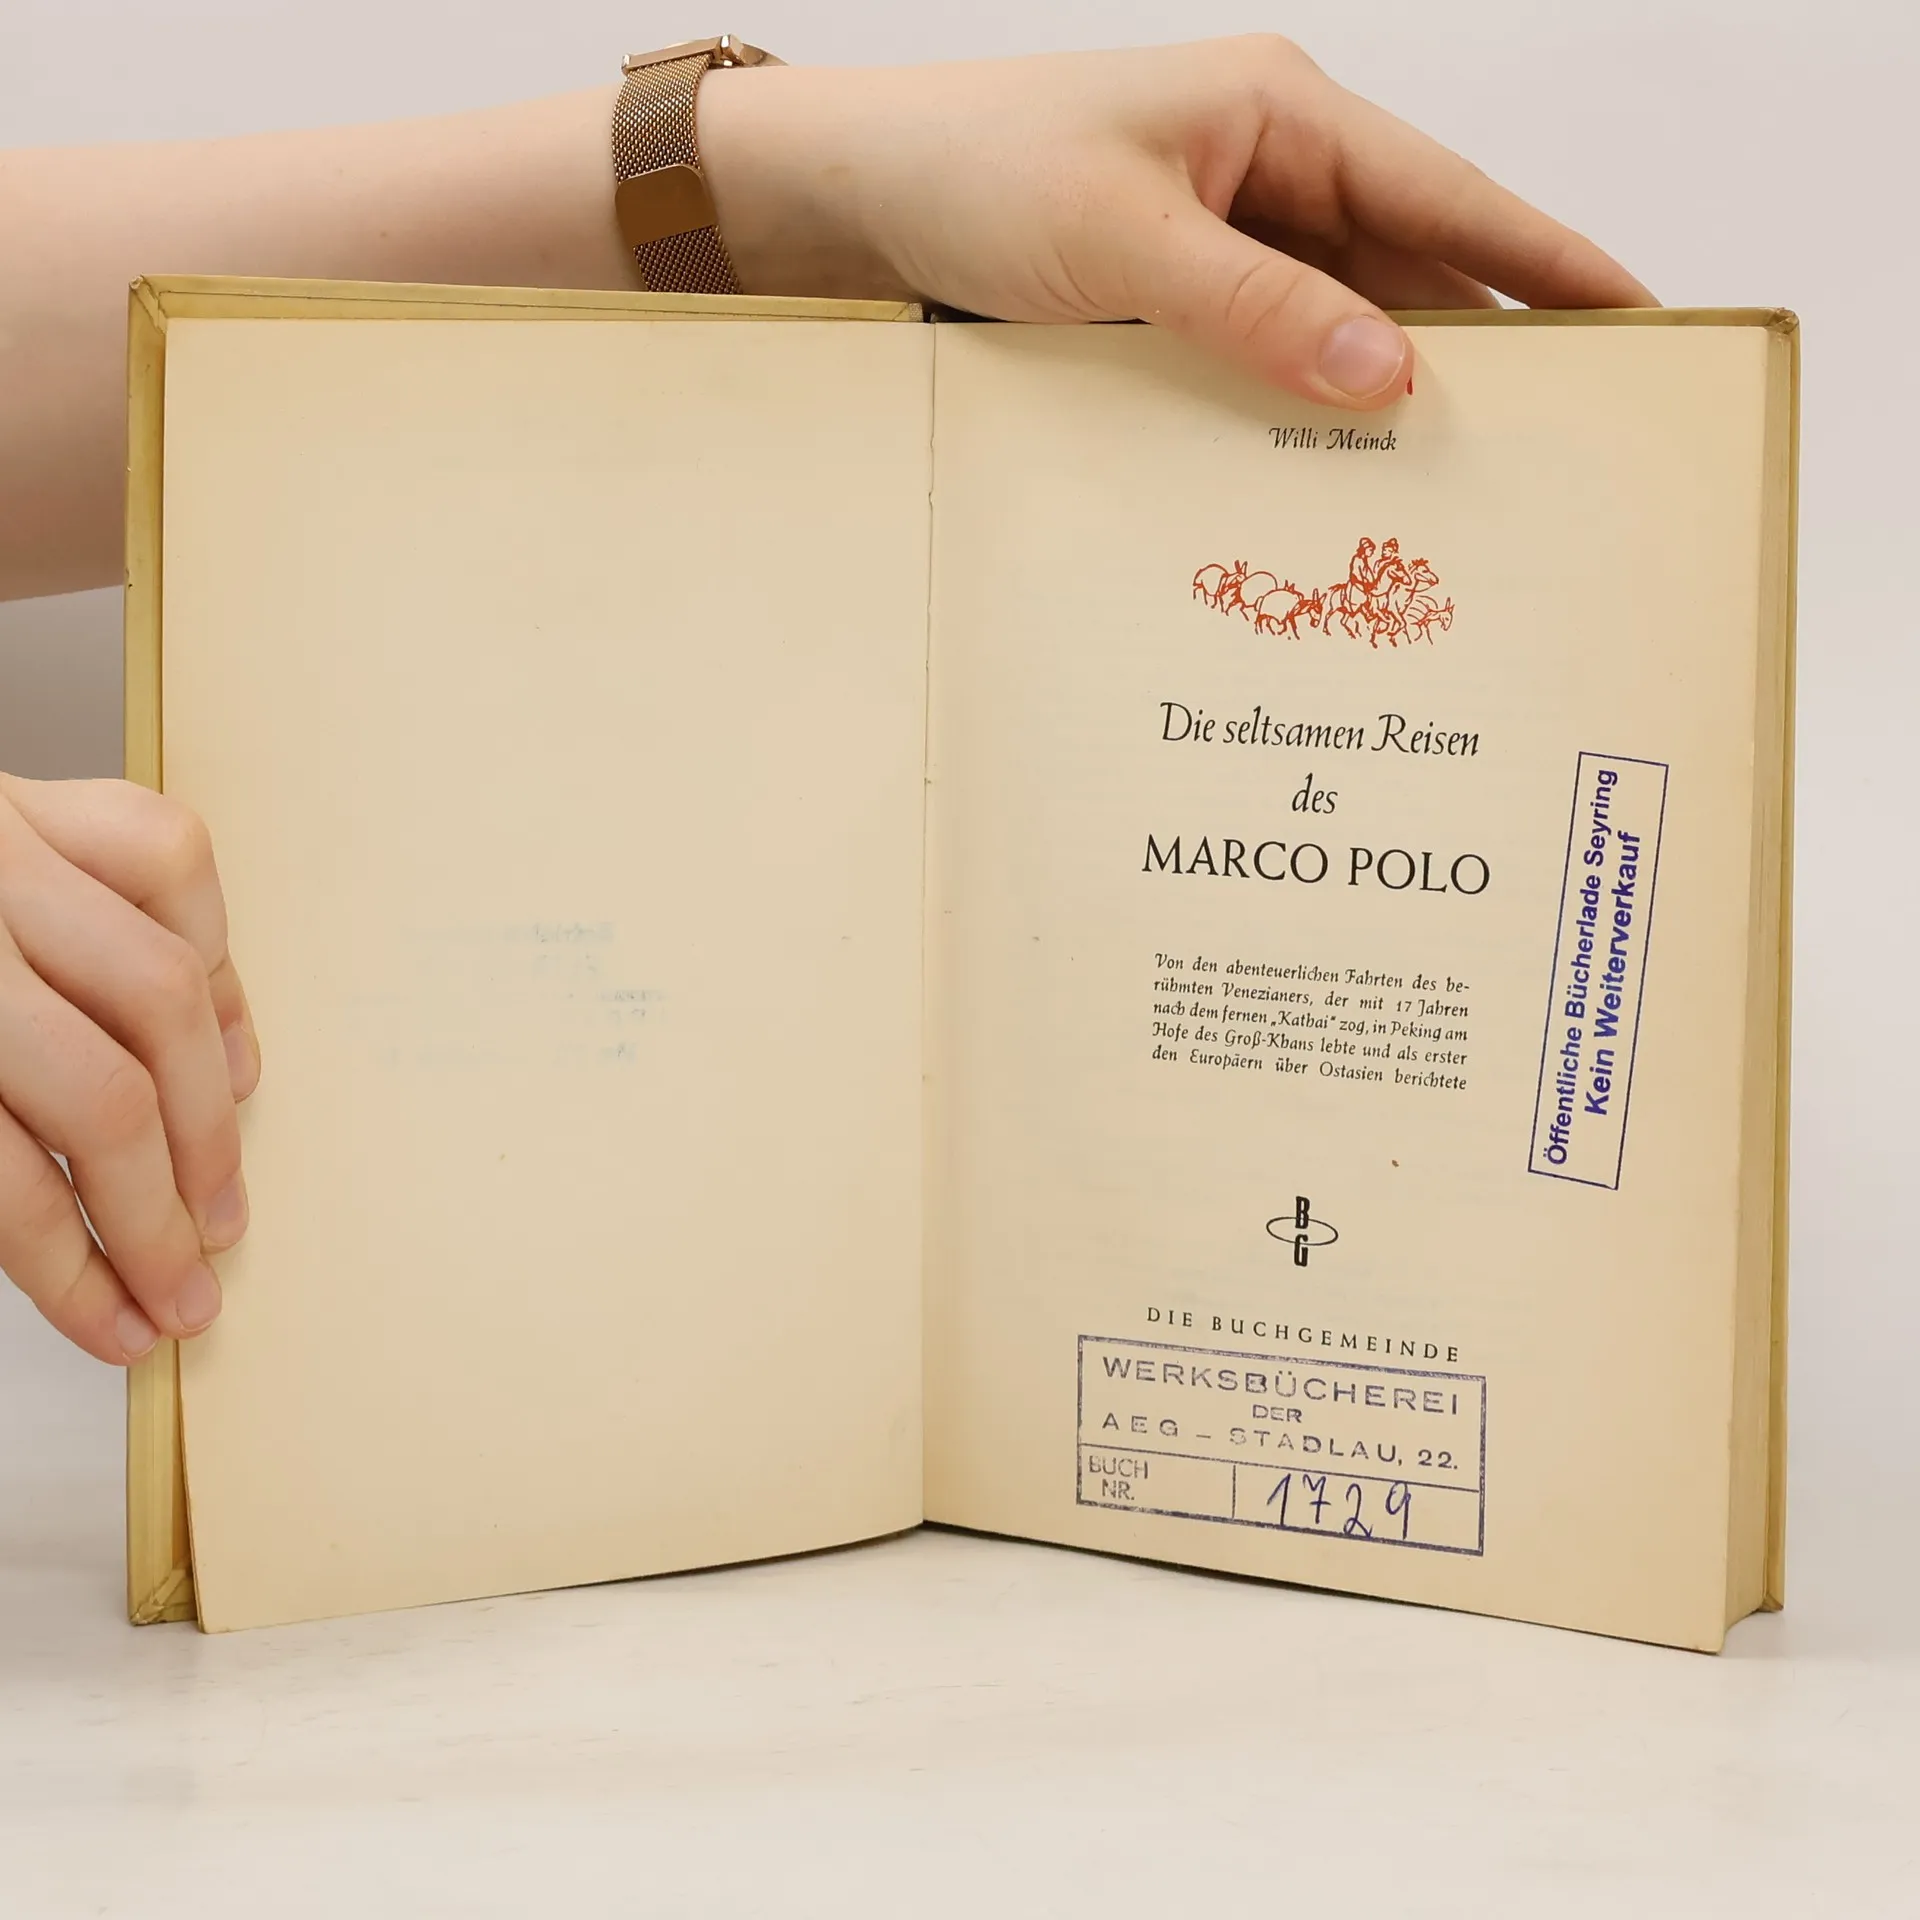 Willi Meinck
Die seltsamen Reisen
des
MARCO POLO
Von den abenteuerlichen Fahrten des be-
rühmten Venezianers, der mit 17 Jahren
nach dem fernen „Kathai“ zog, in Peking am
Hofe des Groß-Khans lebte und als erster
den Europäern über Ostasien berichtete
Öffentliche Bücherlade Seyring
Kein Weiterverkauf
B
G
DIE BUCHGEMEINDE
WERKSBÜCHEREI
DER
AEG – STADLAU, 22.
BUCH
NR.
1729